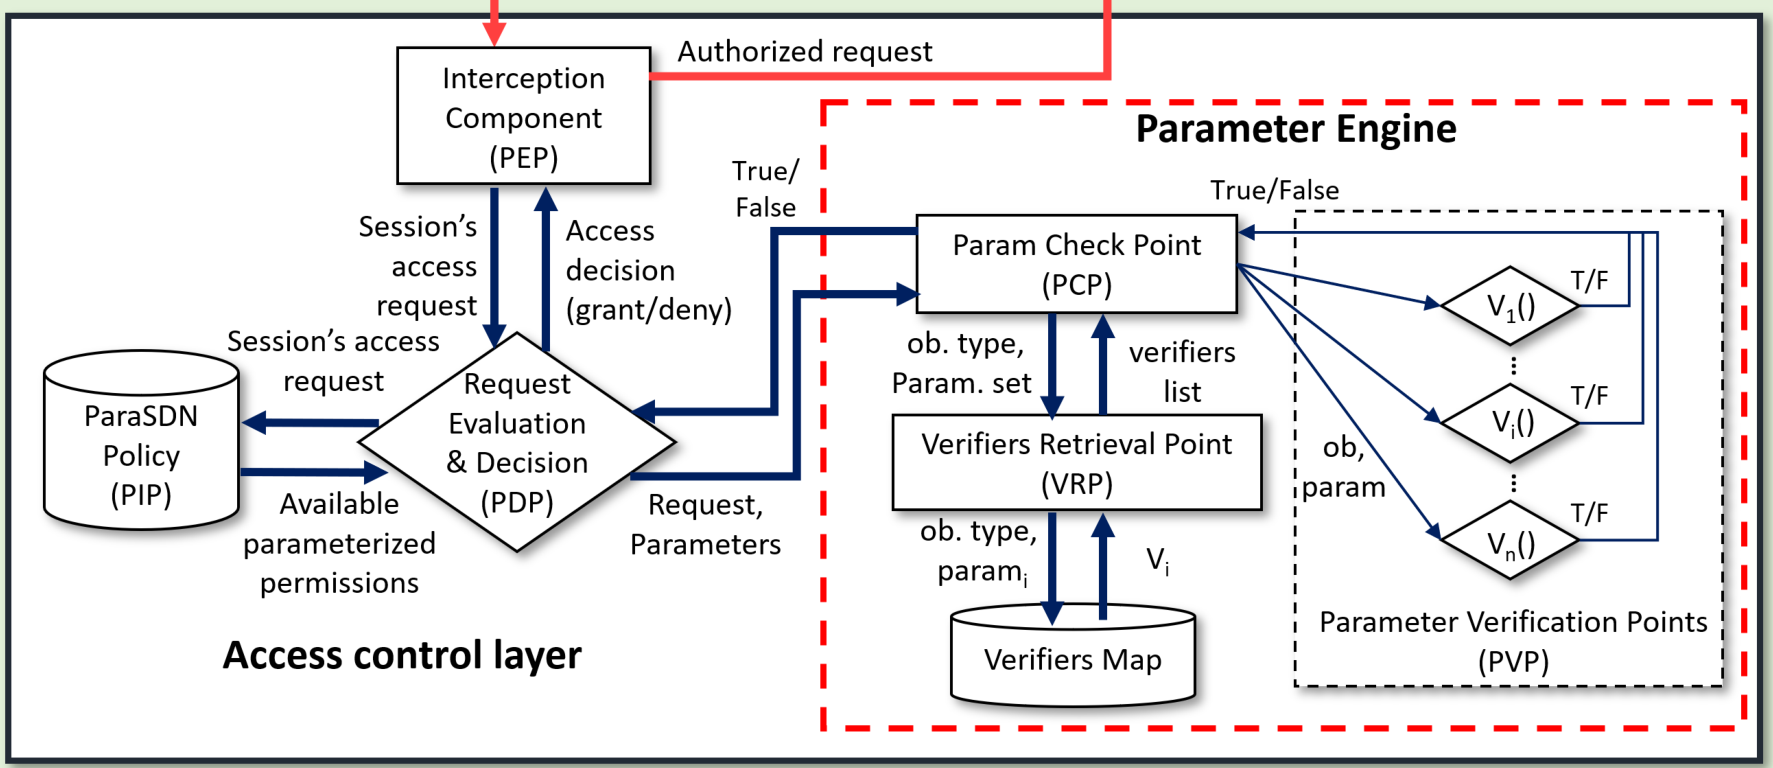 Authorized request
Interception
Component
(PEP)
Parameter Engine
True/
False
True/False
Session's
access
request
Access
decision
(grant/deny)
Param Check Point
(PCP)
V1()
T/F
Session's access
request
ob. type,
Param. set
verifiers
list
Request
Evaluation
& Decision
(PDP)
ParaSDN
Policy
(PIP)
Vi()
T/F
Verifiers Retrieval Point
(VRP)
ob,
param
Available
parameterized
permissions
Request,
Parameters
ob. type,
parami
Vi
Vn()
T/F
Verifiers Map
Parameter Verification Points
(PVP)
Access control layer